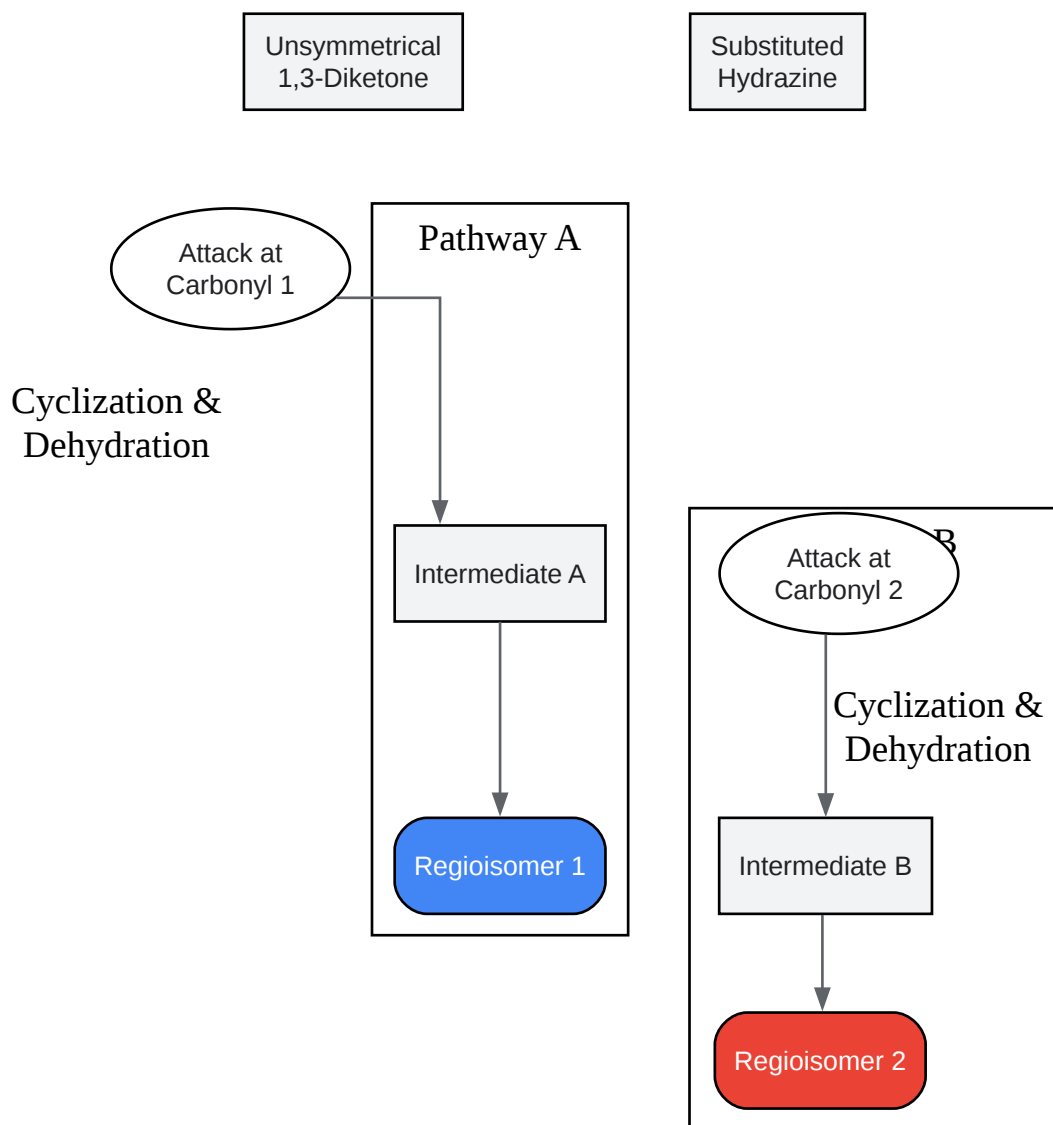 Unsymmetrical
1,3-Diketone
Substituted
Hydrazine
Pathway A
Attack at
Carbonyl 1
Cyclization &
Dehydration
Intermediate A
B
Attack at
Carbonyl 2
Cyclization &
Dehydration
Regioisomer 1
Intermediate B
Regioisomer 2